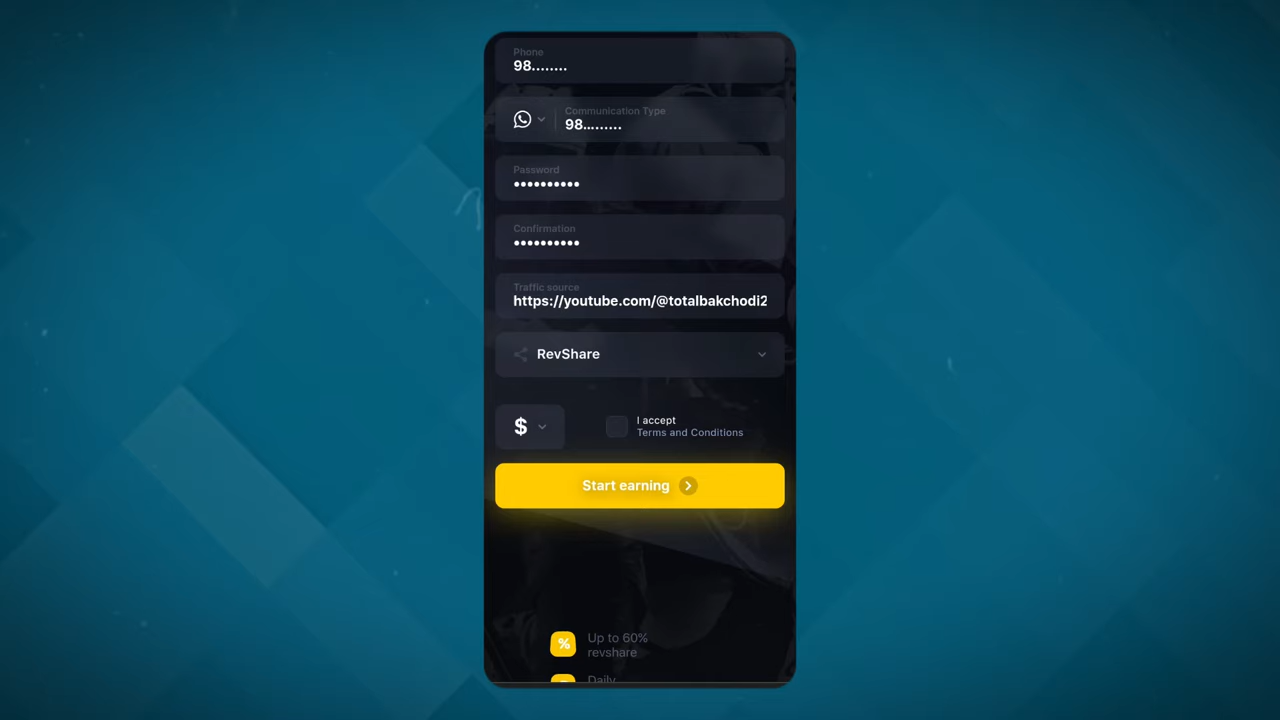 Phone
98........
Communication Type
98.........
Password
••••••••••
Confirmation
••••••••••
Traffic source
https://youtube.com/@totalbakchodi2
RevShare
$
I accept
Terms and Conditions
Start earning
%
Up to 60%
revshare
Daily